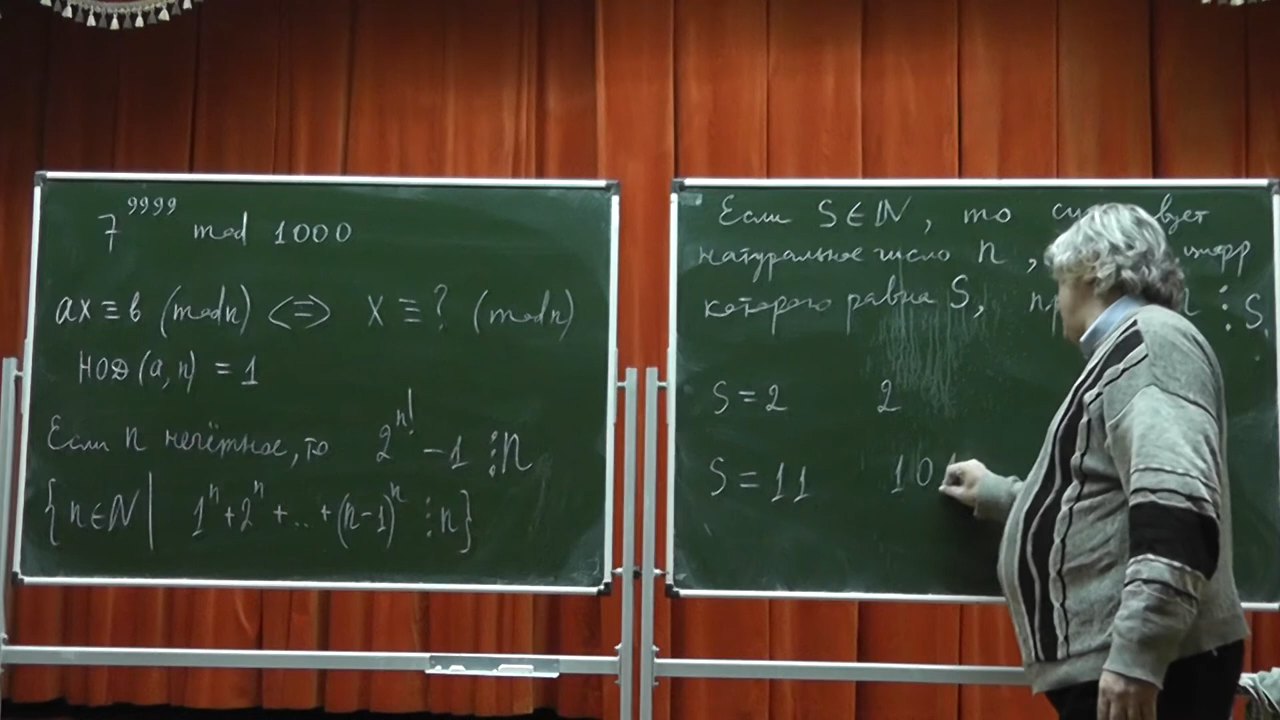 7^9999 mod 1000
ax ≡ b (mod n) <=> x ≡ ? (mod n)
НОД(a, n) = 1
Если n нечётное, то 2^n! - 1 ⋮ n
{n ∈ N | 1^n + 2^n + .. + (n-1)^n ⋮ n}
Если S ∈ N, то
натуральное число n, цифр
которого равна S, ⋮ S.
S = 2 2
S = 11 10